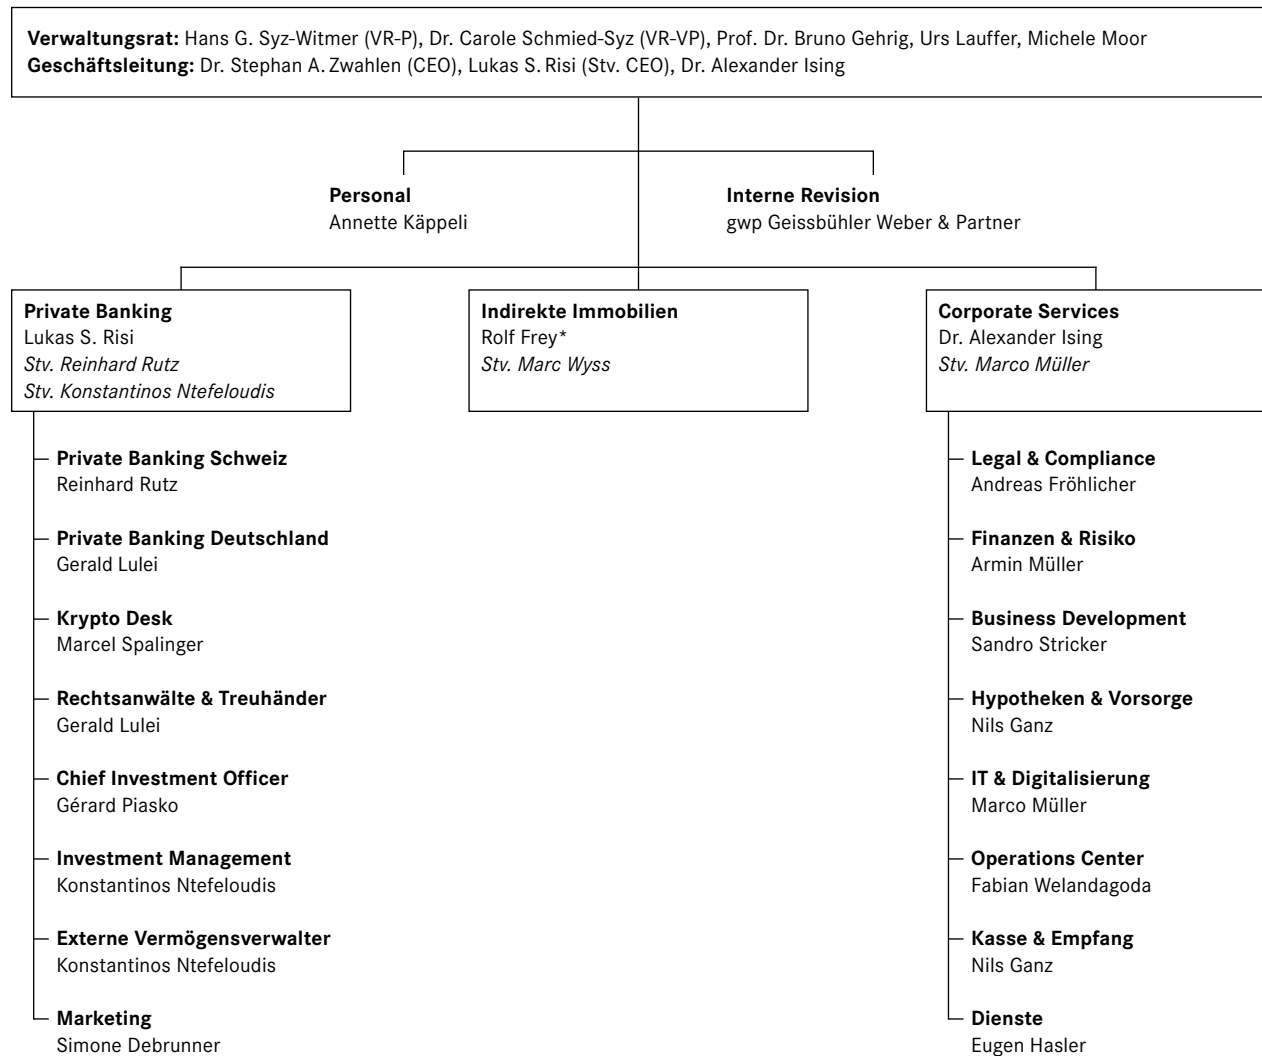 Verwaltungsrat: Hans G. Syz-Witmer (VR-P), Dr. Carole Schmied-Syz (VR-VP), Prof. Dr. Bruno Gehrig, Urs Lauffer, Michele Moor
Geschäftsleitung: Dr. Stephan A. Zwahlen (CEO), Lukas S. Risi (Stv. CEO), Dr. Alexander Ising
Personal
Annette Käppeli
Interne Revision
gwp Geissbühler Weber & Partner
Private Banking
Lukas S. Risi
Stv. Reinhard Rutz
Stv. Konstantinos Ntefeloudis
Indirekte Immobilien
Rolf Frey*
Stv. Marc Wyss
Corporate Services
Dr. Alexander Ising
Stv. Marco Müller
Private Banking Schweiz
Reinhard Rutz
Private Banking Deutschland
Gerald Lulei
Krypto Desk
Marcel Spalinger
Rechtsanwälte & Treuhänder
Gerald Lulei
Chief Investment Officer
Gérard Piasko
Investment Management
Konstantinos Ntefeloudis
Externe Vermögensverwalter
Konstantinos Ntefeloudis
Marketing
Simone Debrunner
Legal & Compliance
Andreas Fröhlicher
Finanzen & Risiko
Armin Müller
Business Development
Sandro Stricker
Hypotheken & Vorsorge
Nils Ganz
IT & Digitalisierung
Marco Müller
Operations Center
Fabian Welandagoda
Kasse & Empfang
Nils Ganz
Dienste
Eugen Hasler